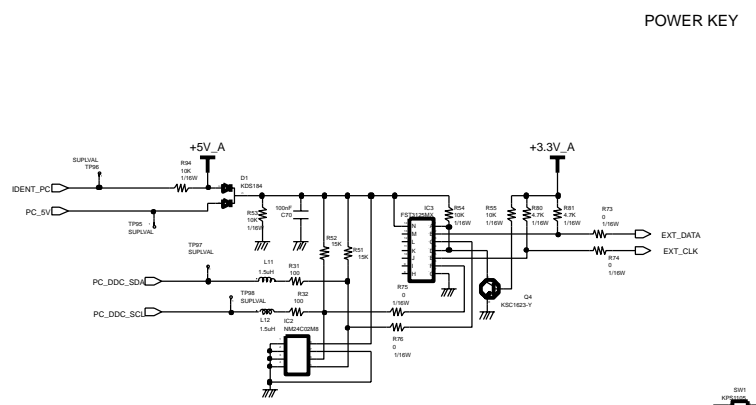 POWER KEY
+5V_A
+3.3V_A
SUPLVAL
TP96
R94
10K
1/16W
D1
KDS184
IDENT_PC
PC_5V
TP95
SUPLVAL
R53
10K
1/16W
100nF
C70
R52
15K
R51
15K
IC3
FST3125MX
N
M
L
K
J
I
H
A
B
C
D
E
F
G
R54
10K
1/16W
R55
10K
1/16W
R80
4.7K
1/16W
R81
4.7K
1/16W
R73
0
1/16W
EXT_DATA
EXT_CLK
R74
0
1/16W
TP97
SUPLVAL
L11
1.5uH
R31
100
PC_DDC_SDA
TP98
SUPLVAL
R32
100
PC_DDC_SCL
L12
1.5uH
IC2
NM24C02M8
R75
0
1/16W
R76
0
1/16W
Q4
KSC1623-Y
SW1
KPS1105